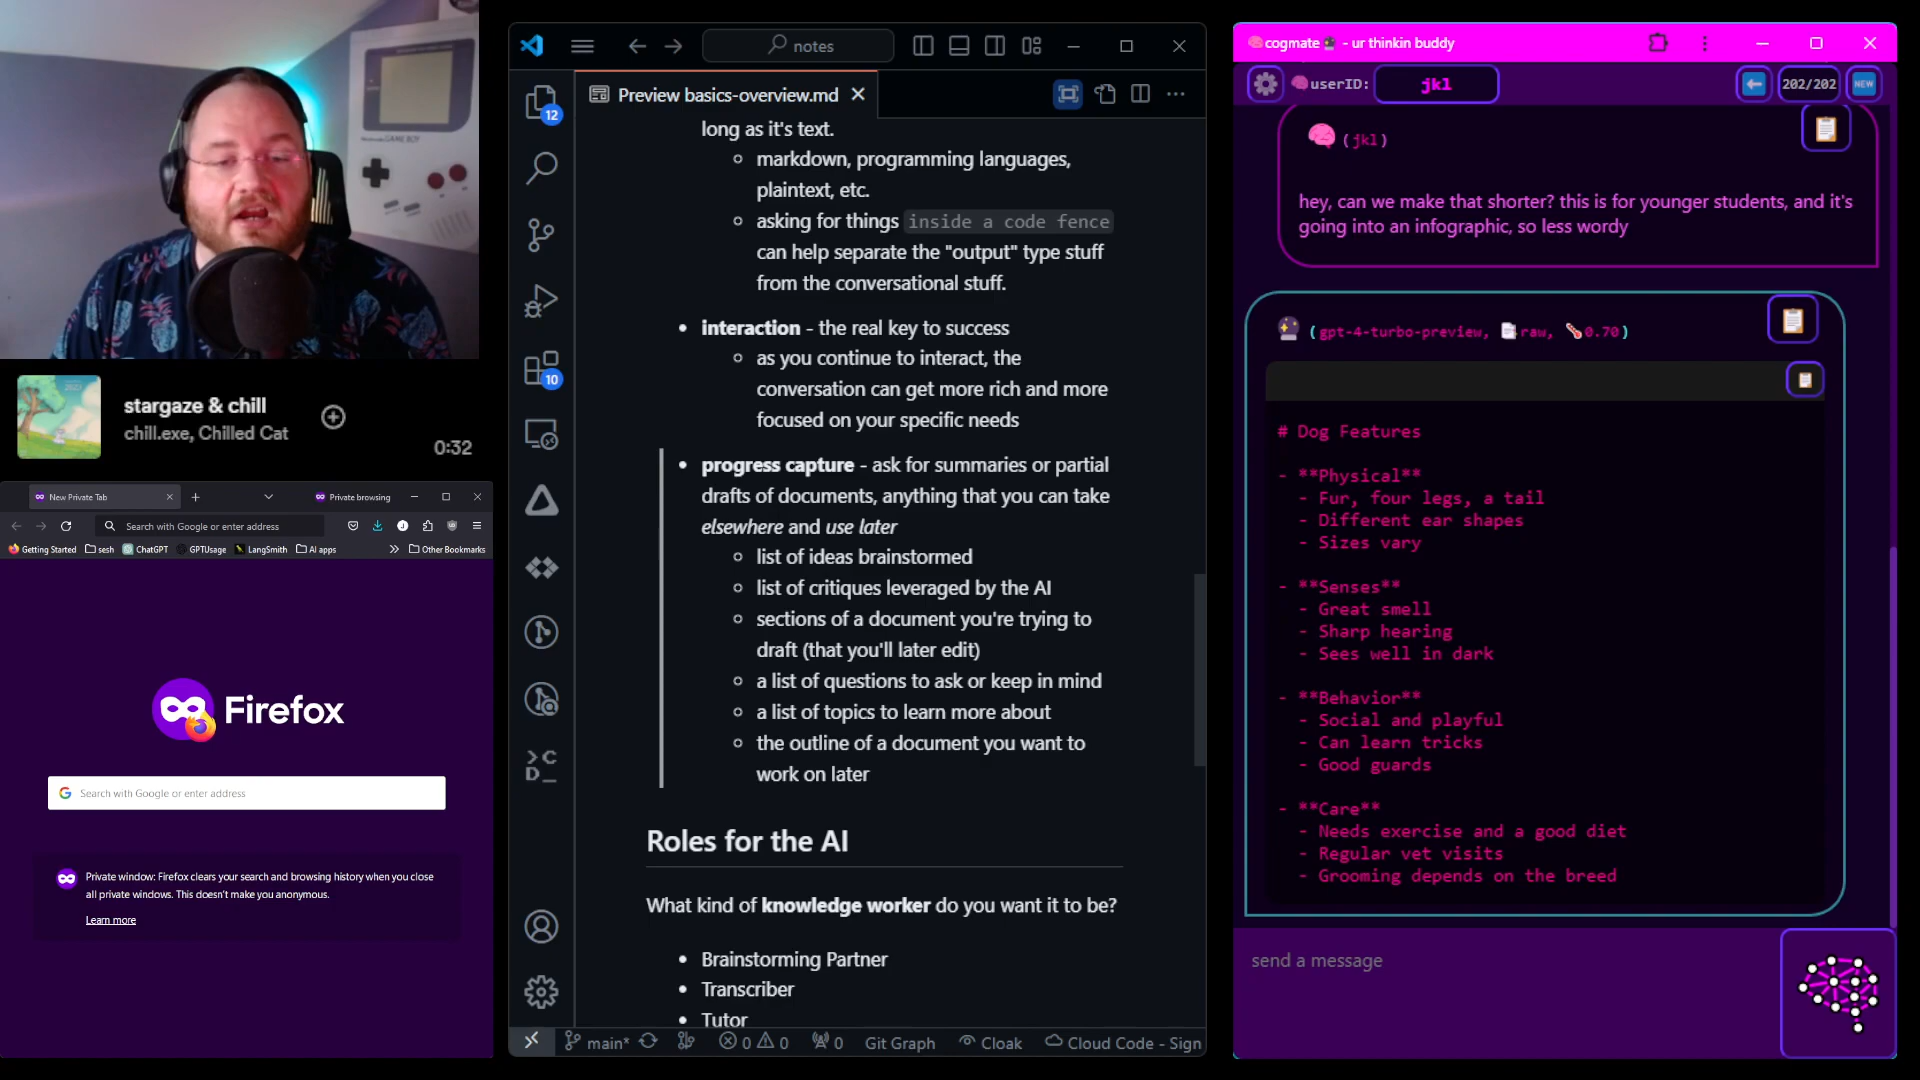 Nintendo GAME BOY
stargaze & chill
chill.exe, Chilled Cat
0:32
New Private Tab
Private browsing
Search with Google or enter address
Getting Started
sesh
ChatGPT
GPTUsage
LangSmith
AI apps
Other Bookmarks
Firefox
Search with Google or enter address
Private window: Firefox clears your search and browsing history when you close
all private windows. This doesn't make you anonymous.
Learn more
notes
12
10
Preview basics-overview.md
long as it's text.
markdown, programming languages,
plaintext, etc.
asking for things inside a code fence
can help separate the "output" type stuff
from the conversational stuff.
interaction - the real key to success
as you continue to interact, the
conversation can get more rich and more
focused on your specific needs
progress capture - ask for summaries or partial
drafts of documents, anything that you can take
elsewhere and use later
list of ideas brainstormed
list of critiques leveraged by the AI
sections of a document you're trying to
draft (that you'll later edit)
a list of questions to ask or keep in mind
a list of topics to learn more about
the outline of a document you want to
work on later
Roles for the AI
What kind of knowledge worker do you want it to be?
Brainstorming Partner
Transcriber
Tutor
main* 0 0 0 Git Graph Cloak Cloud Code - Sign
cogmate - ur thinkin buddy
userID: jkl 202/202 NEW
(jkl)
hey, can we make that shorter? this is for younger students, and it's
going into an infographic, so less wordy
(gpt-4-turbo-preview, raw, 0.70)
# Dog Features
- **Physical**
- Fur, four legs, a tail
- Different ear shapes
- Sizes vary
- **Senses**
- Great smell
- Sharp hearing
- Sees well in dark
- **Behavior**
- Social and playful
- Can learn tricks
- Good guards
- **Care**
- Needs exercise and a good diet
- Regular vet visits
- Grooming depends on the breed
send a message